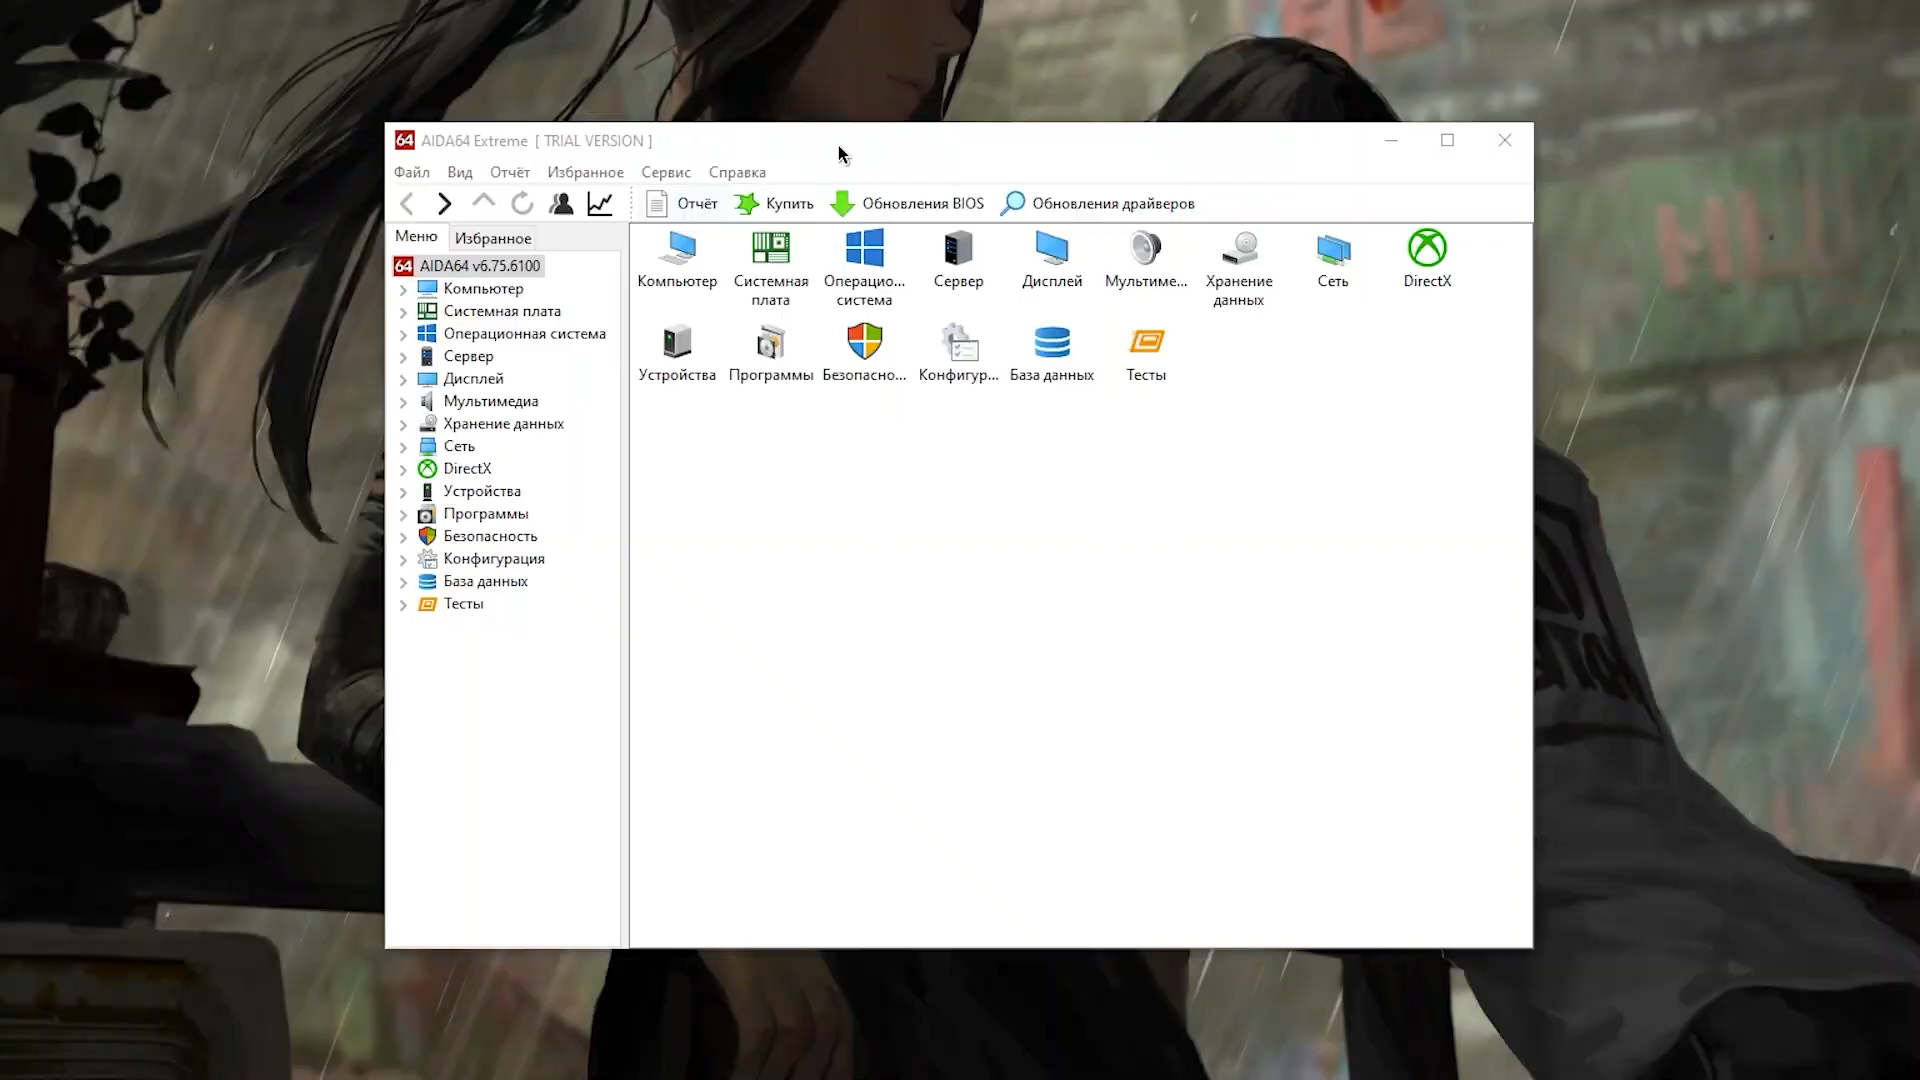 64 AIDA64 Extreme [ TRIAL VERSION ]
Файл Вид Отчёт Избранное Сервис Справка
Отчёт Купить Обновления BIOS Обновления драйверов
Меню Избранное
64 AIDA64 v6.75.6100
Компьютер
Системная плата
Операционная система
Сервер
Дисплей
Мультимедиа
Хранение данных
Сеть
DirectX
Устройства
Программы
Безопасность
Конфигурация
База данных
Тесты
Компьютер
Системная
плата
Операцио...
система
Сервер
Дисплей
Мультиме...
Хранение
данных
Сеть
DirectX
Устройства
Программы
Безопасно...
Конфигур...
База данных
Тесты